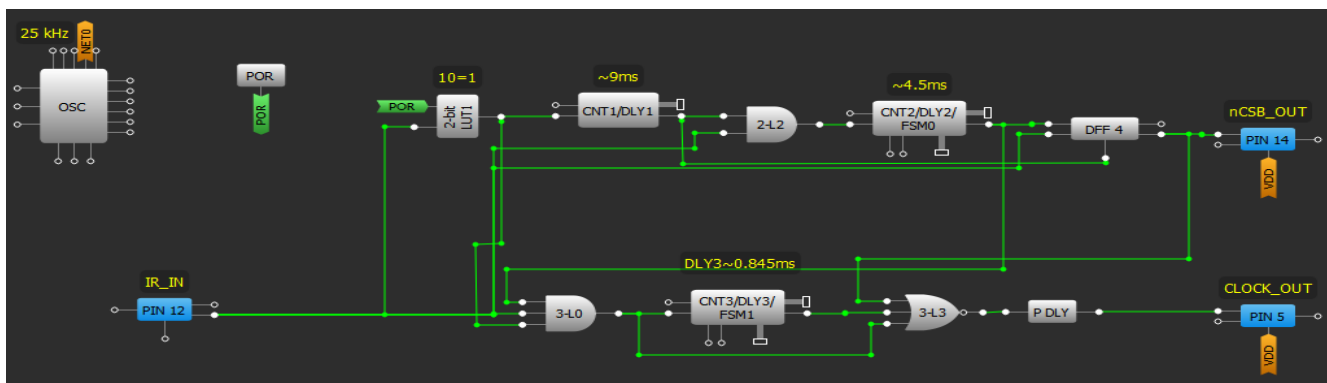 25 kHz
NET0
OSC
POR
POR
10=1
POR
2-bit
LUT1
~9ms
CNT1/DLY1
2-L2
~4.5ms
CNT2/DLY2/
FSM0
DFF 4
nCSB_OUT
PIN 14
VDD
IR_IN
PIN 12
3-L0
DLY3~0.845ms
CNT3/DLY3/
FSM1
3-L3
P DLY
CLOCK_OUT
PIN 5
VDD